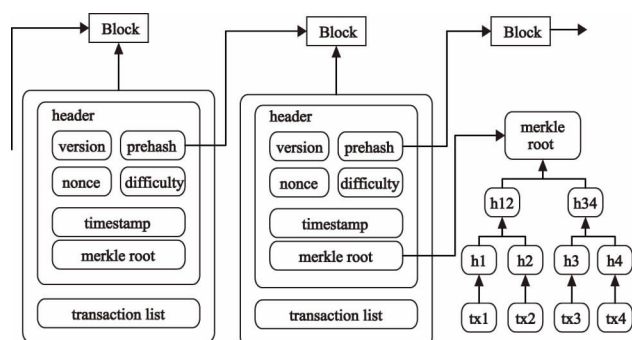 Block
Block
Block
header
version prehash
nonce difficulty
timestamp
merkle root
transaction list
header
version prehash
nonce difficulty
timestamp
merkle root
transaction list
merkle
root
h12 h34
h1 h2 h3 h4
tx1 tx2 tx3 tx4